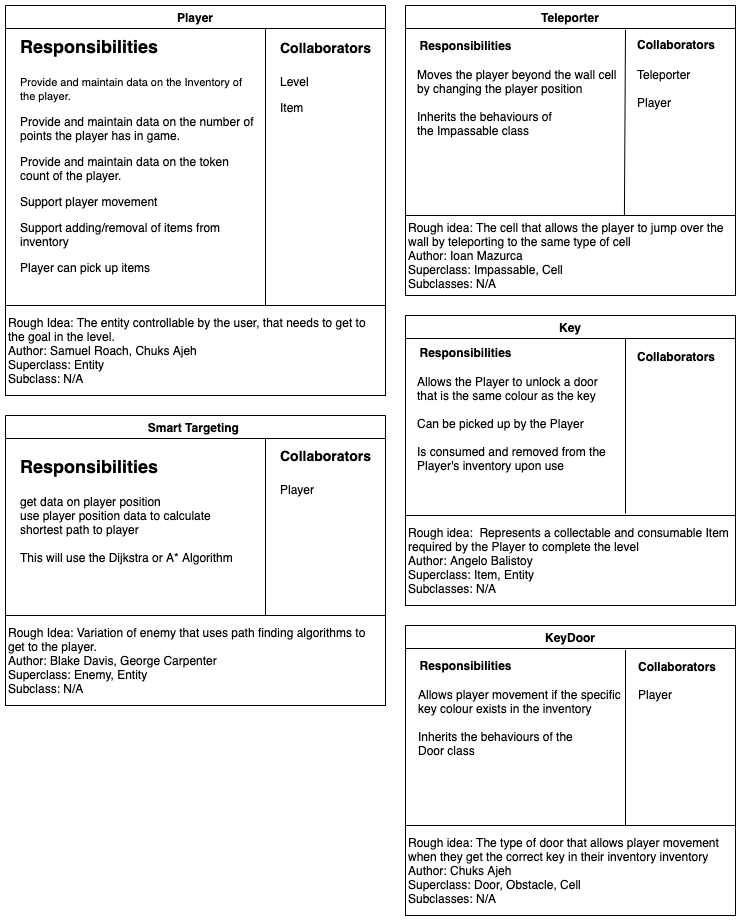 Player
Responsibilities
Provide and maintain data on the Inventory of
the player.
Provide and maintain data on the number of
points the player has in game.
Provide and maintain data on the token
count of the player.
Support player movement
Support adding/removal of items from
inventory
Player can pick up items
Collaborators
Level
Item
Rough Idea: The entity controllable by the user, that needs to get to
the goal in the level.
Author: Samuel Roach, Chuks Ajeh
Superclass: Entity
Subclass: N/A
Smart Targeting
Responsibilities
get data on player position
use player position data to calculate
shortest path to player
This will use the Dijkstra or A* Algorithm
Collaborators
Player
Rough Idea: Variation of enemy that uses path finding algorithms to
get to the player.
Author: Blake Davis, George Carpenter
Superclass: Enemy, Entity
Subclass: N/A
Teleporter
Responsibilities
Moves the player beyond the wall cell
by changing the player position
Inherits the behaviours of
the Impassable class
Collaborators
Teleporter
Player
Rough idea: The cell that allows the player to jump over the
wall by teleporting to the same type of cell
Author: Ioan Mazurca
Superclass: Impassable, Cell
Subclasses: N/A
Key
Responsibilities
Allows the Player to unlock a door
that is the same colour as the key
Can be picked up by the Player
Is consumed and removed from the
Player's inventory upon use
Collaborators
Rough idea:  Represents a collectable and consumable Item
required by the Player to complete the level
Author: Angelo Balistoy
Superclass: Item, Entity
Subclasses: N/A
KeyDoor
Responsibilities
Allows player movement if the specific
key colour exists in the inventory
Inherits the behaviours of the
Door class
Collaborators
Player
Rough idea: The type of door that allows player movement
when they get the correct key in their inventory inventory
Author: Chuks Ajeh
Superclass: Door, Obstacle, Cell
Subclasses: N/A